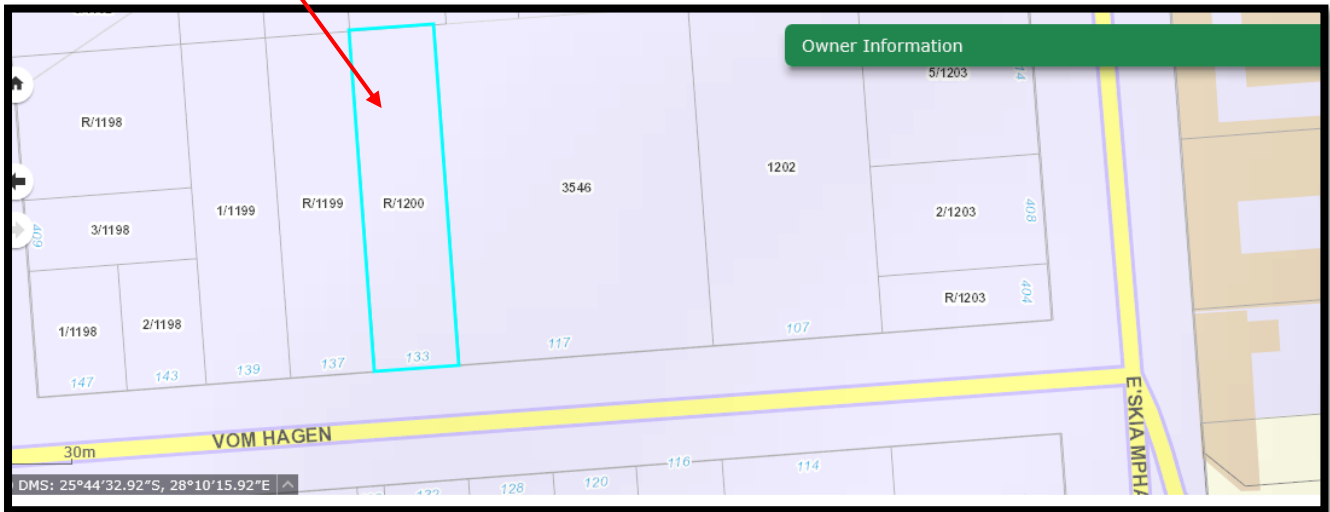 Owner Information
5/1203
14
R/1198
1202
3546
1/1199
R/1199
R/1200
2/1203
408
3/1198
409
R/1203
404
1/1198
2/1198
107
117
133
137
139
143
147
VOM HAGEN
E'SKIA MPHA
30m
116
114
120
128
DMS: 25°44'32.92"S, 28°10'15.92"E